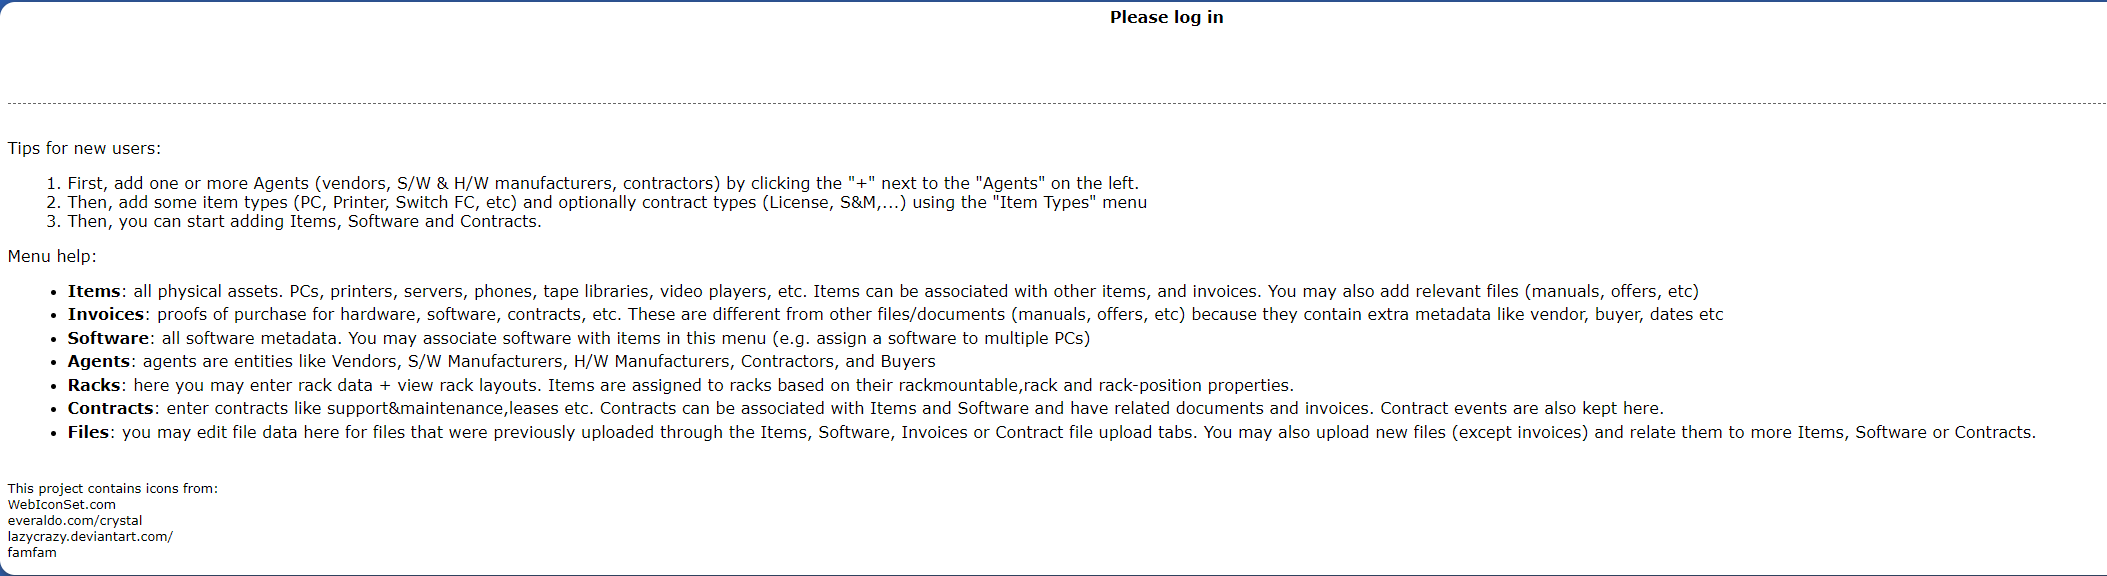 Please log in
Tips for new users:
1. First, add one or more Agents (vendors, S/W & H/W manufacturers, contractors) by clicking the "+" next to the "Agents" on the left.
2. Then, add some item types (PC, Printer, Switch FC, etc) and optionally contract types (License, S&M,...) using the "Item Types" menu
3. Then, you can start adding Items, Software and Contracts.
Menu help:
• Items: all physical assets. PCs, printers, servers, phones, tape libraries, video players, etc. Items can be associated with other items, and invoices. You may also add relevant files (manuals, offers, etc)
• Invoices: proofs of purchase for hardware, software, contracts, etc. These are different from other files/documents (manuals, offers, etc) because they contain extra metadata like vendor, buyer, dates etc
• Software: all software metadata. You may associate software with items in this menu (e.g. assign a software to multiple PCs)
• Agents: agents are entities like Vendors, S/W Manufacturers, H/W Manufacturers, Contractors, and Buyers
• Racks: here you may enter rack data + view rack layouts. Items are assigned to racks based on their rackmountable,rack and rack-position properties.
• Contracts: enter contracts like support&maintenance,leases etc. Contracts can be associated with Items and Software and have related documents and invoices. Contract events are also kept here.
• Files: you may edit file data here for files that were previously uploaded through the Items, Software, Invoices or Contract file upload tabs. You may also upload new files (except invoices) and relate them to more Items, Software or Contracts.
This project contains icons from:
WebIconSet.com
everaldo.com/crystal
lazycrazy.deviantart.com/
famfam